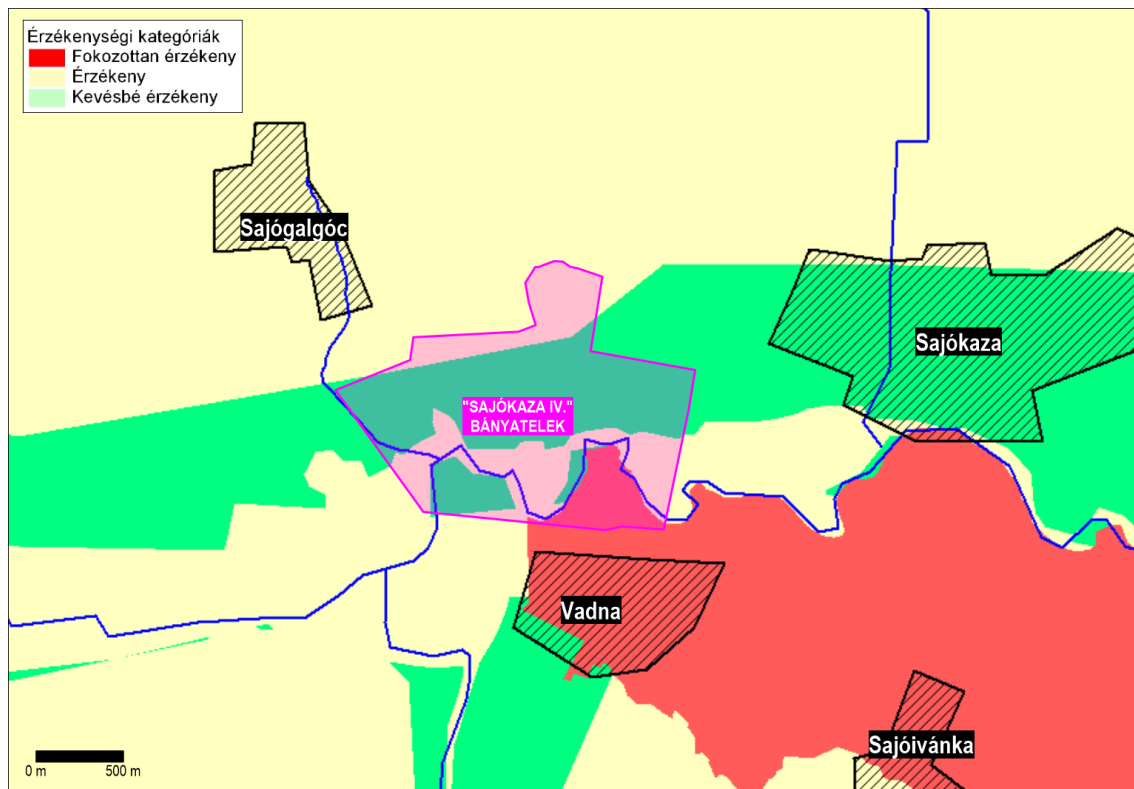 Érzékenységi kategóriák
Fokozottan érzékeny
Érzékeny
Kevésbé érzékeny
Sajógalgóc
Sajókaza
"SAJÓKAZA IV."
BÁNYATELEK
Vadna
Sajóivánka
0 m 500 m